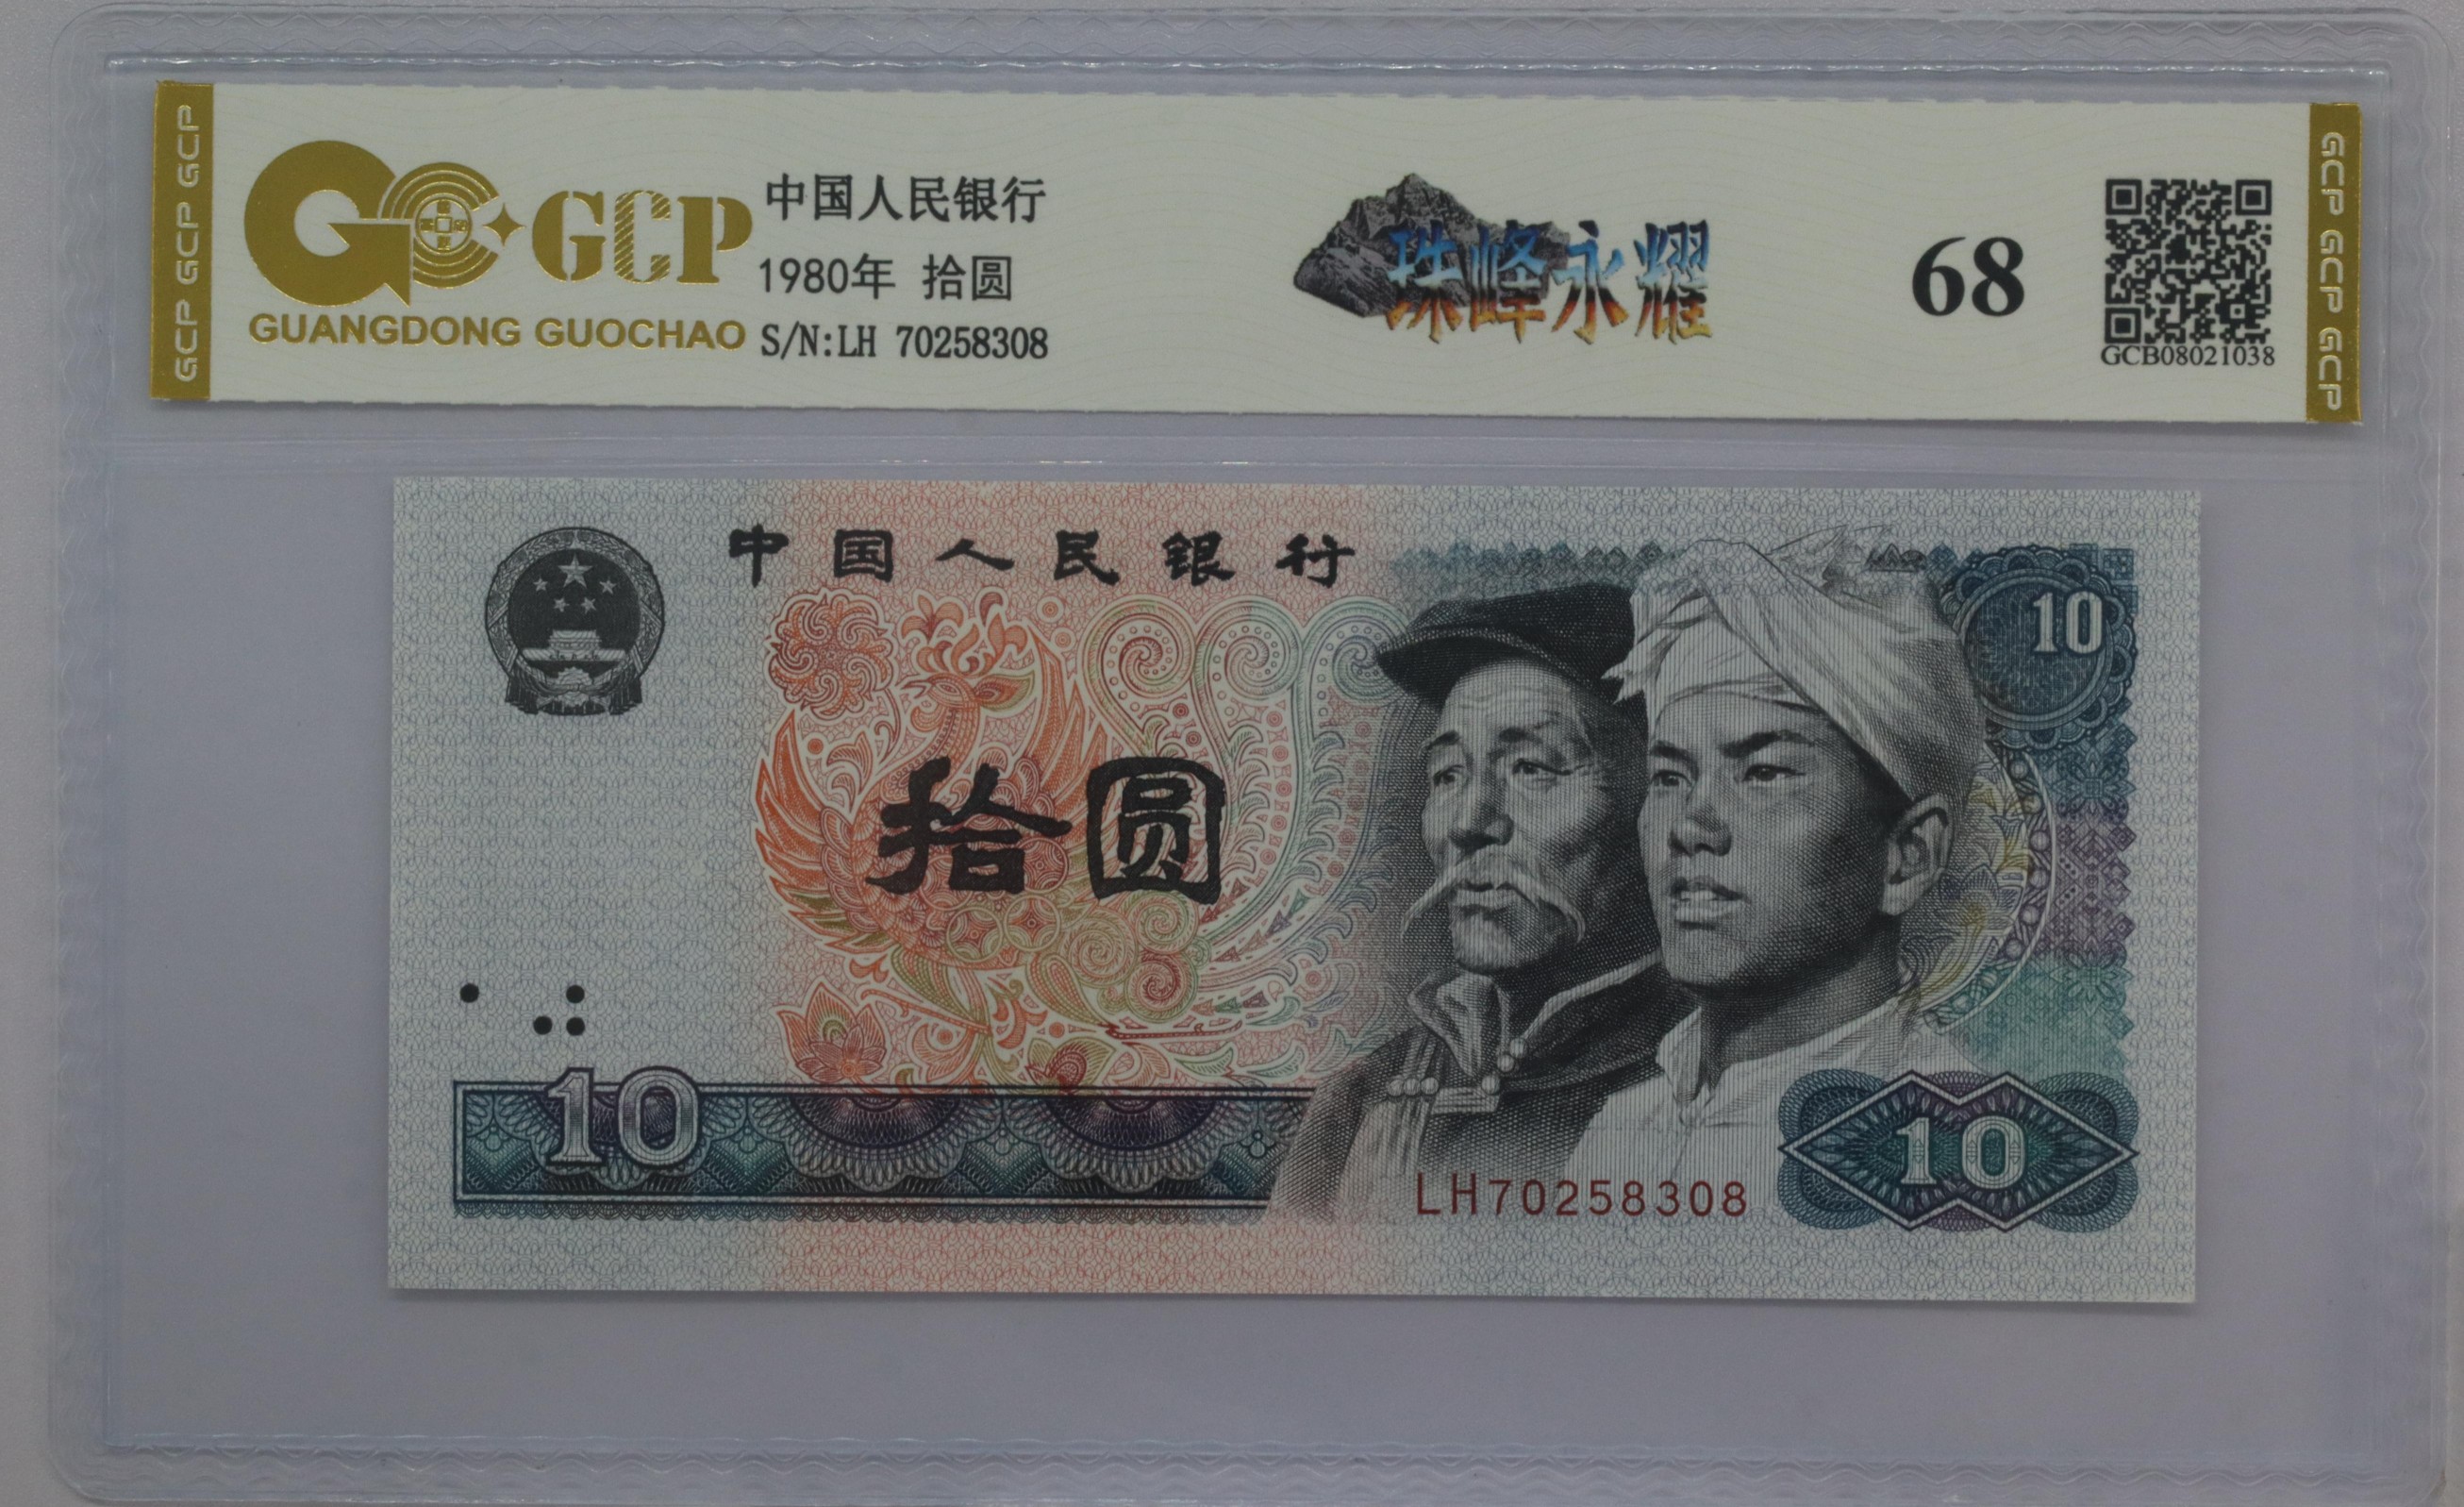 GCP GCP GCP
GCP
GUANGDONG GUOCHAO
中国人民银行
1980年 拾圆
S/N:LH 70258308
珠峰永耀
68
GCB08021038
GCP GCP GCP
中国人民银行
10
拾圆
10
LH70258308
10